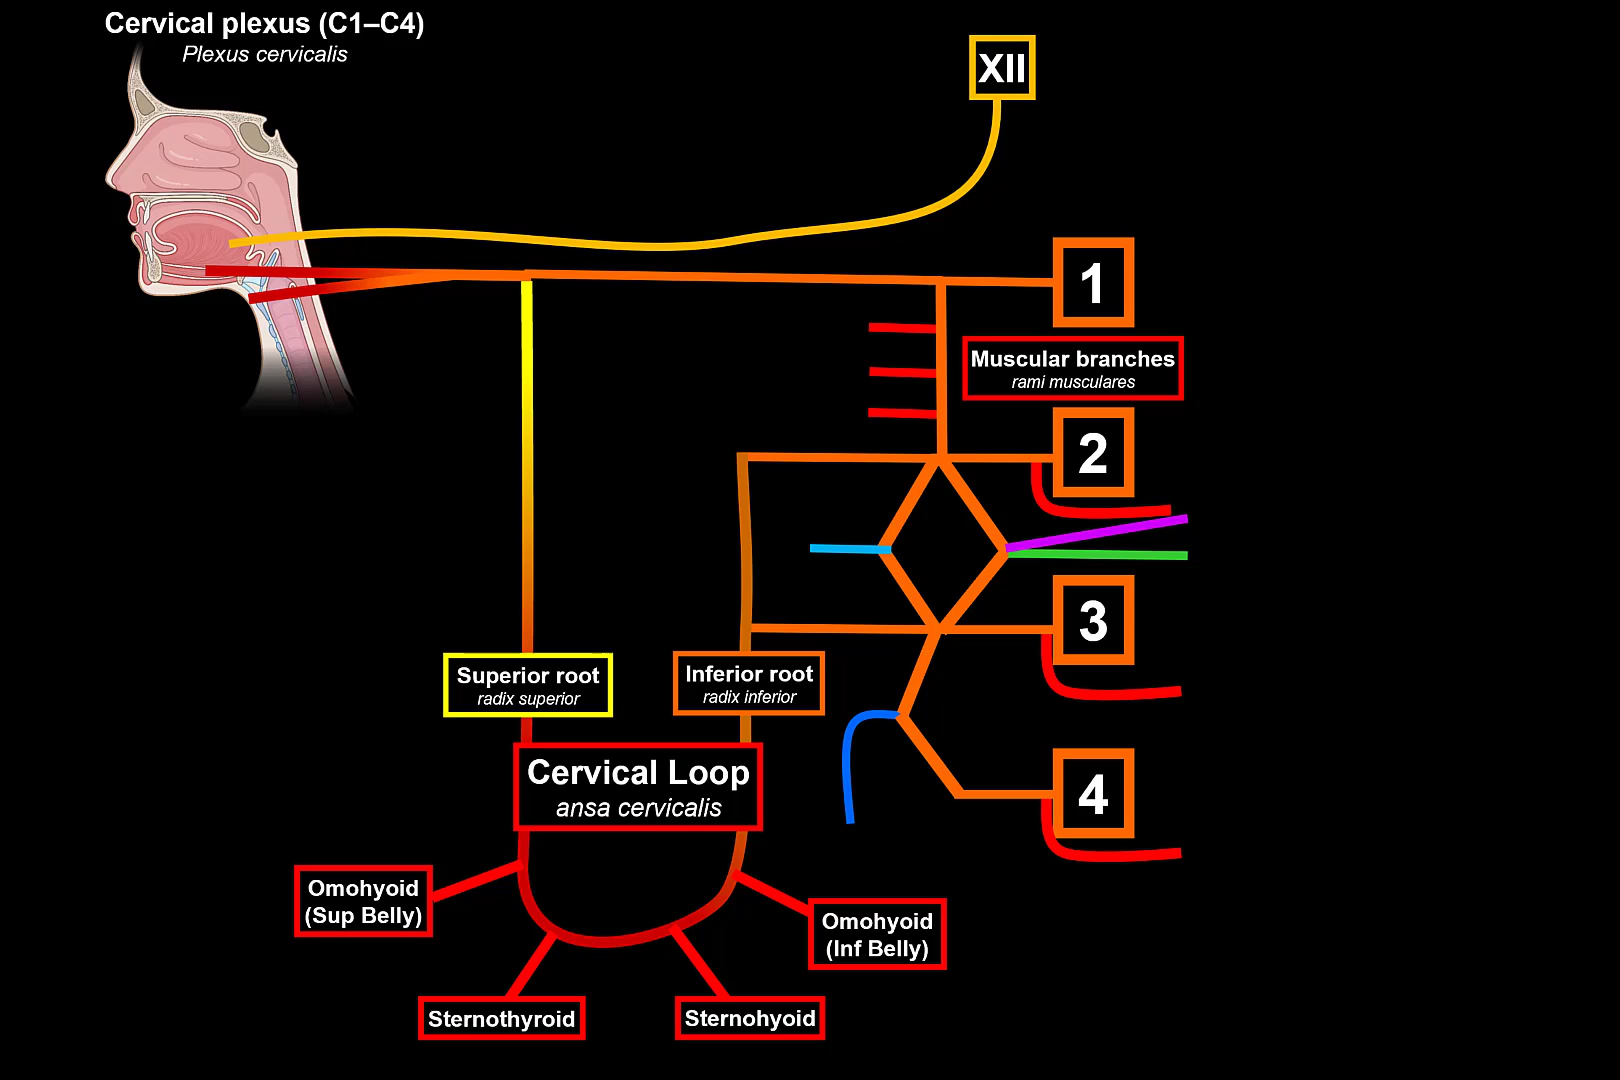 Cervical plexus (C1–C4)
Plexus cervicalis
XII
1
Muscular branches
rami musculares
2
3
Superior root
radix superior
Inferior root
radix inferior
Cervical Loop
ansa cervicalis
4
Omohyoid
(Sup Belly)
Omohyoid
(Inf Belly)
Sternothyroid
Sternohyoid